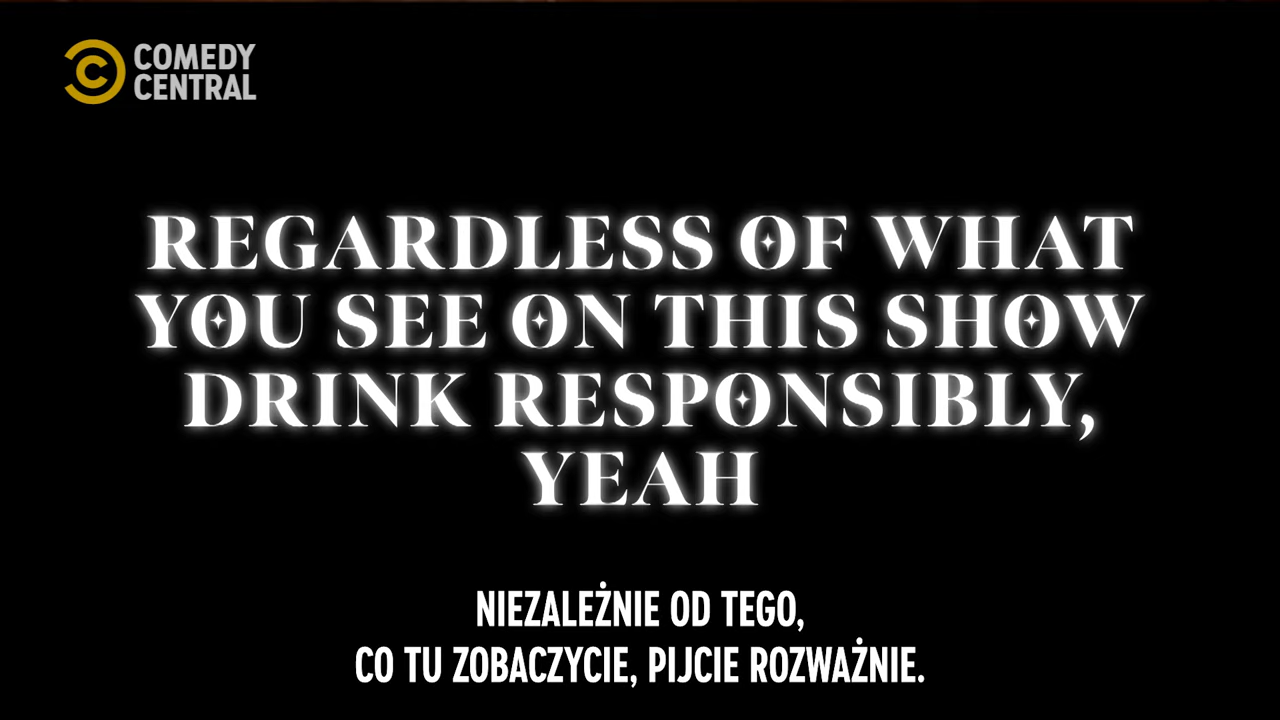 COMEDY
CENTRAL
REGARDLESS OF WHAT
YOU SEE ON THIS SHOW
DRINK RESPONSIBLY,
YEAH
NIEZALEŻNIE OD TEGO,
CO TU ZOBACZYCIE, PIJCIE ROZWAŻNIE.